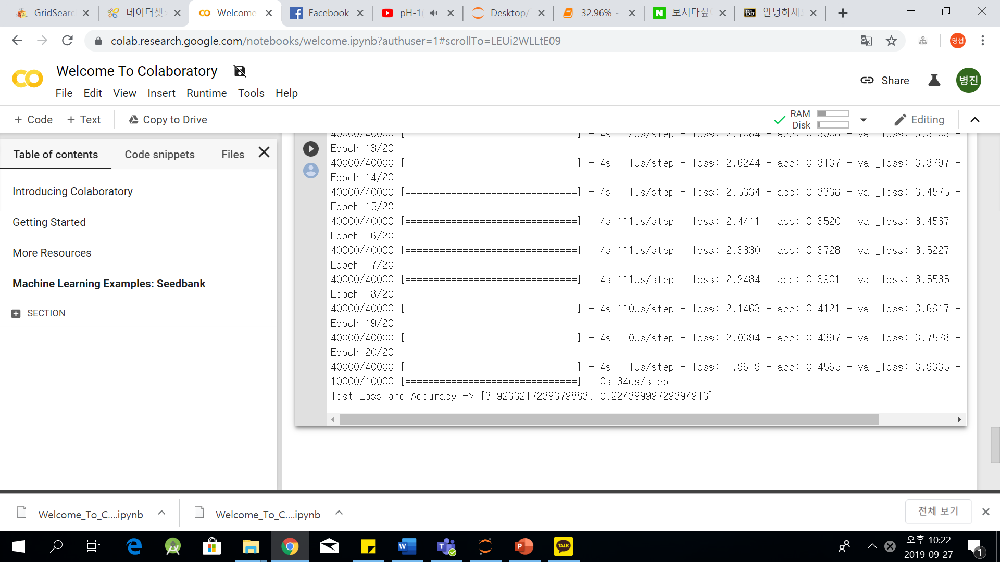 GridSearc
데이터셋
Welcome
Facebook
pH-1
Desktop/
32.96% -
보시다싶
안녕하세
colab.research.google.com/notebooks/welcome.ipynb?authuser=1#scrollTo=LEUi2WLLtE09
명섭
Welcome To Colaboratory
File Edit View Insert Runtime Tools Help
Share
병진
+ Code + Text Copy to Drive
RAM
Disk
Editing
Table of contents Code snippets Files
Introducing Colaboratory
Getting Started
More Resources
Machine Learning Examples: Seedbank
SECTION
40000/40000 [==============================] - 4s 112us/step - loss: 2.7084 - acc: 0.3006 - val_loss: 3.3109 -
Epoch 13/20
40000/40000 [==============================] - 4s 111us/step - loss: 2.6244 - acc: 0.3137 - val_loss: 3.3797 -
Epoch 14/20
40000/40000 [==============================] - 4s 111us/step - loss: 2.5334 - acc: 0.3338 - val_loss: 3.4575 -
Epoch 15/20
40000/40000 [==============================] - 4s 111us/step - loss: 2.4411 - acc: 0.3520 - val_loss: 3.4567 -
Epoch 16/20
40000/40000 [==============================] - 4s 111us/step - loss: 2.3330 - acc: 0.3728 - val_loss: 3.5227 -
Epoch 17/20
40000/40000 [==============================] - 4s 111us/step - loss: 2.2484 - acc: 0.3901 - val_loss: 3.5535 -
Epoch 18/20
40000/40000 [==============================] - 4s 110us/step - loss: 2.1463 - acc: 0.4121 - val_loss: 3.6617 -
Epoch 19/20
40000/40000 [==============================] - 4s 110us/step - loss: 2.0394 - acc: 0.4397 - val_loss: 3.7578 -
Epoch 20/20
40000/40000 [==============================] - 4s 111us/step - loss: 1.9619 - acc: 0.4565 - val_loss: 3.9335 -
10000/10000 [==============================] - 0s 34us/step
Test Loss and Accuracy -> [3.9233217239379883, 0.22439999729394913]
Welcome_To_C....ipynb
Welcome_To_C....ipynb
전체 보기
TALK
오후 10:22
2019-09-27
1